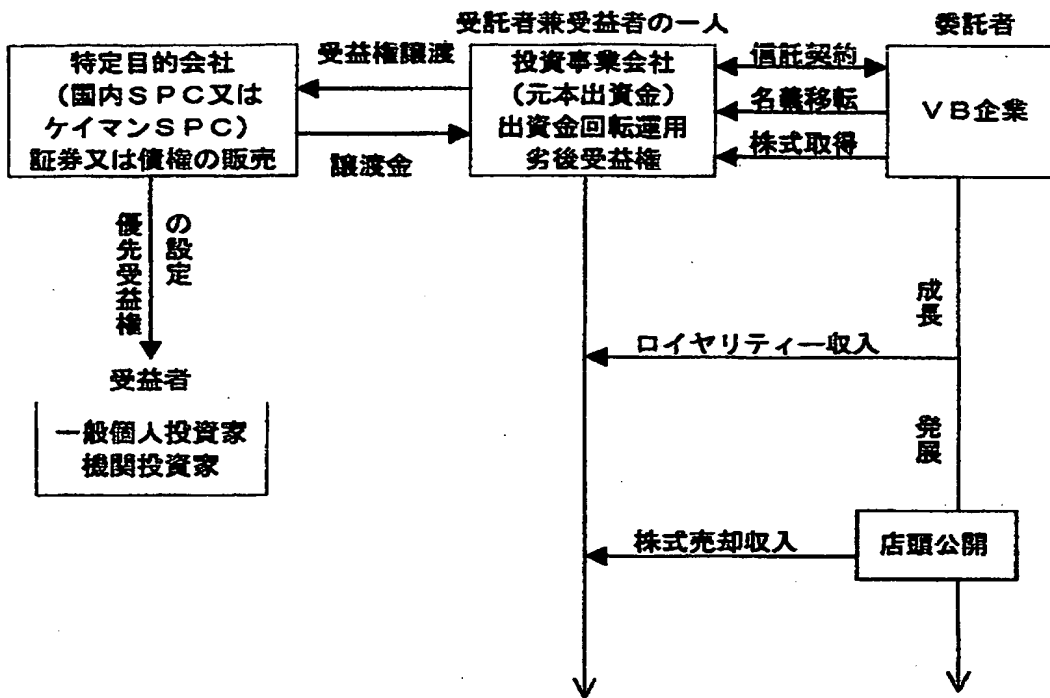 受託者兼受益者の一人
委託者
特定目的会社
（国内ＳＰＣ又は
ケイマンＳＰＣ）
証券又は債権の販売
受益権譲渡
譲渡金
投資事業会社
（元本出資金）
出資金回転運用
劣後受益権
信託契約
名義移転
株式取得
ＶＢ企業
優先受益権
の設定
受益者
一般個人投資家
機関投資家
成長
ロイヤリティー収入
発展
株式売却収入
店頭公開